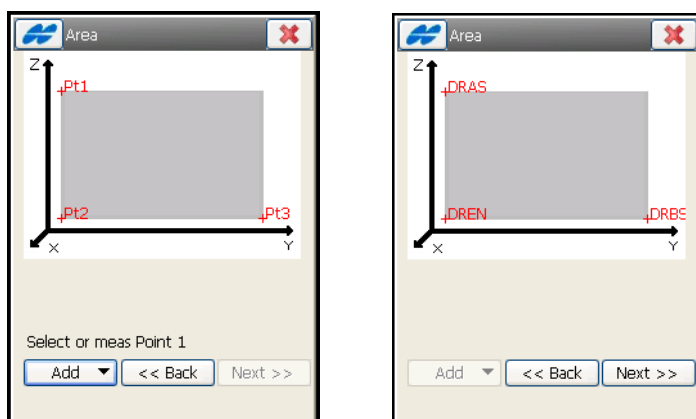 Area
Z
Pt1
Pt2
Pt3
X
Y
Select or meas Point 1
Add
<< Back
Next >>
Area
Z
DRAS
DREN
DRBS
X
Y
Add
<< Back
Next >>